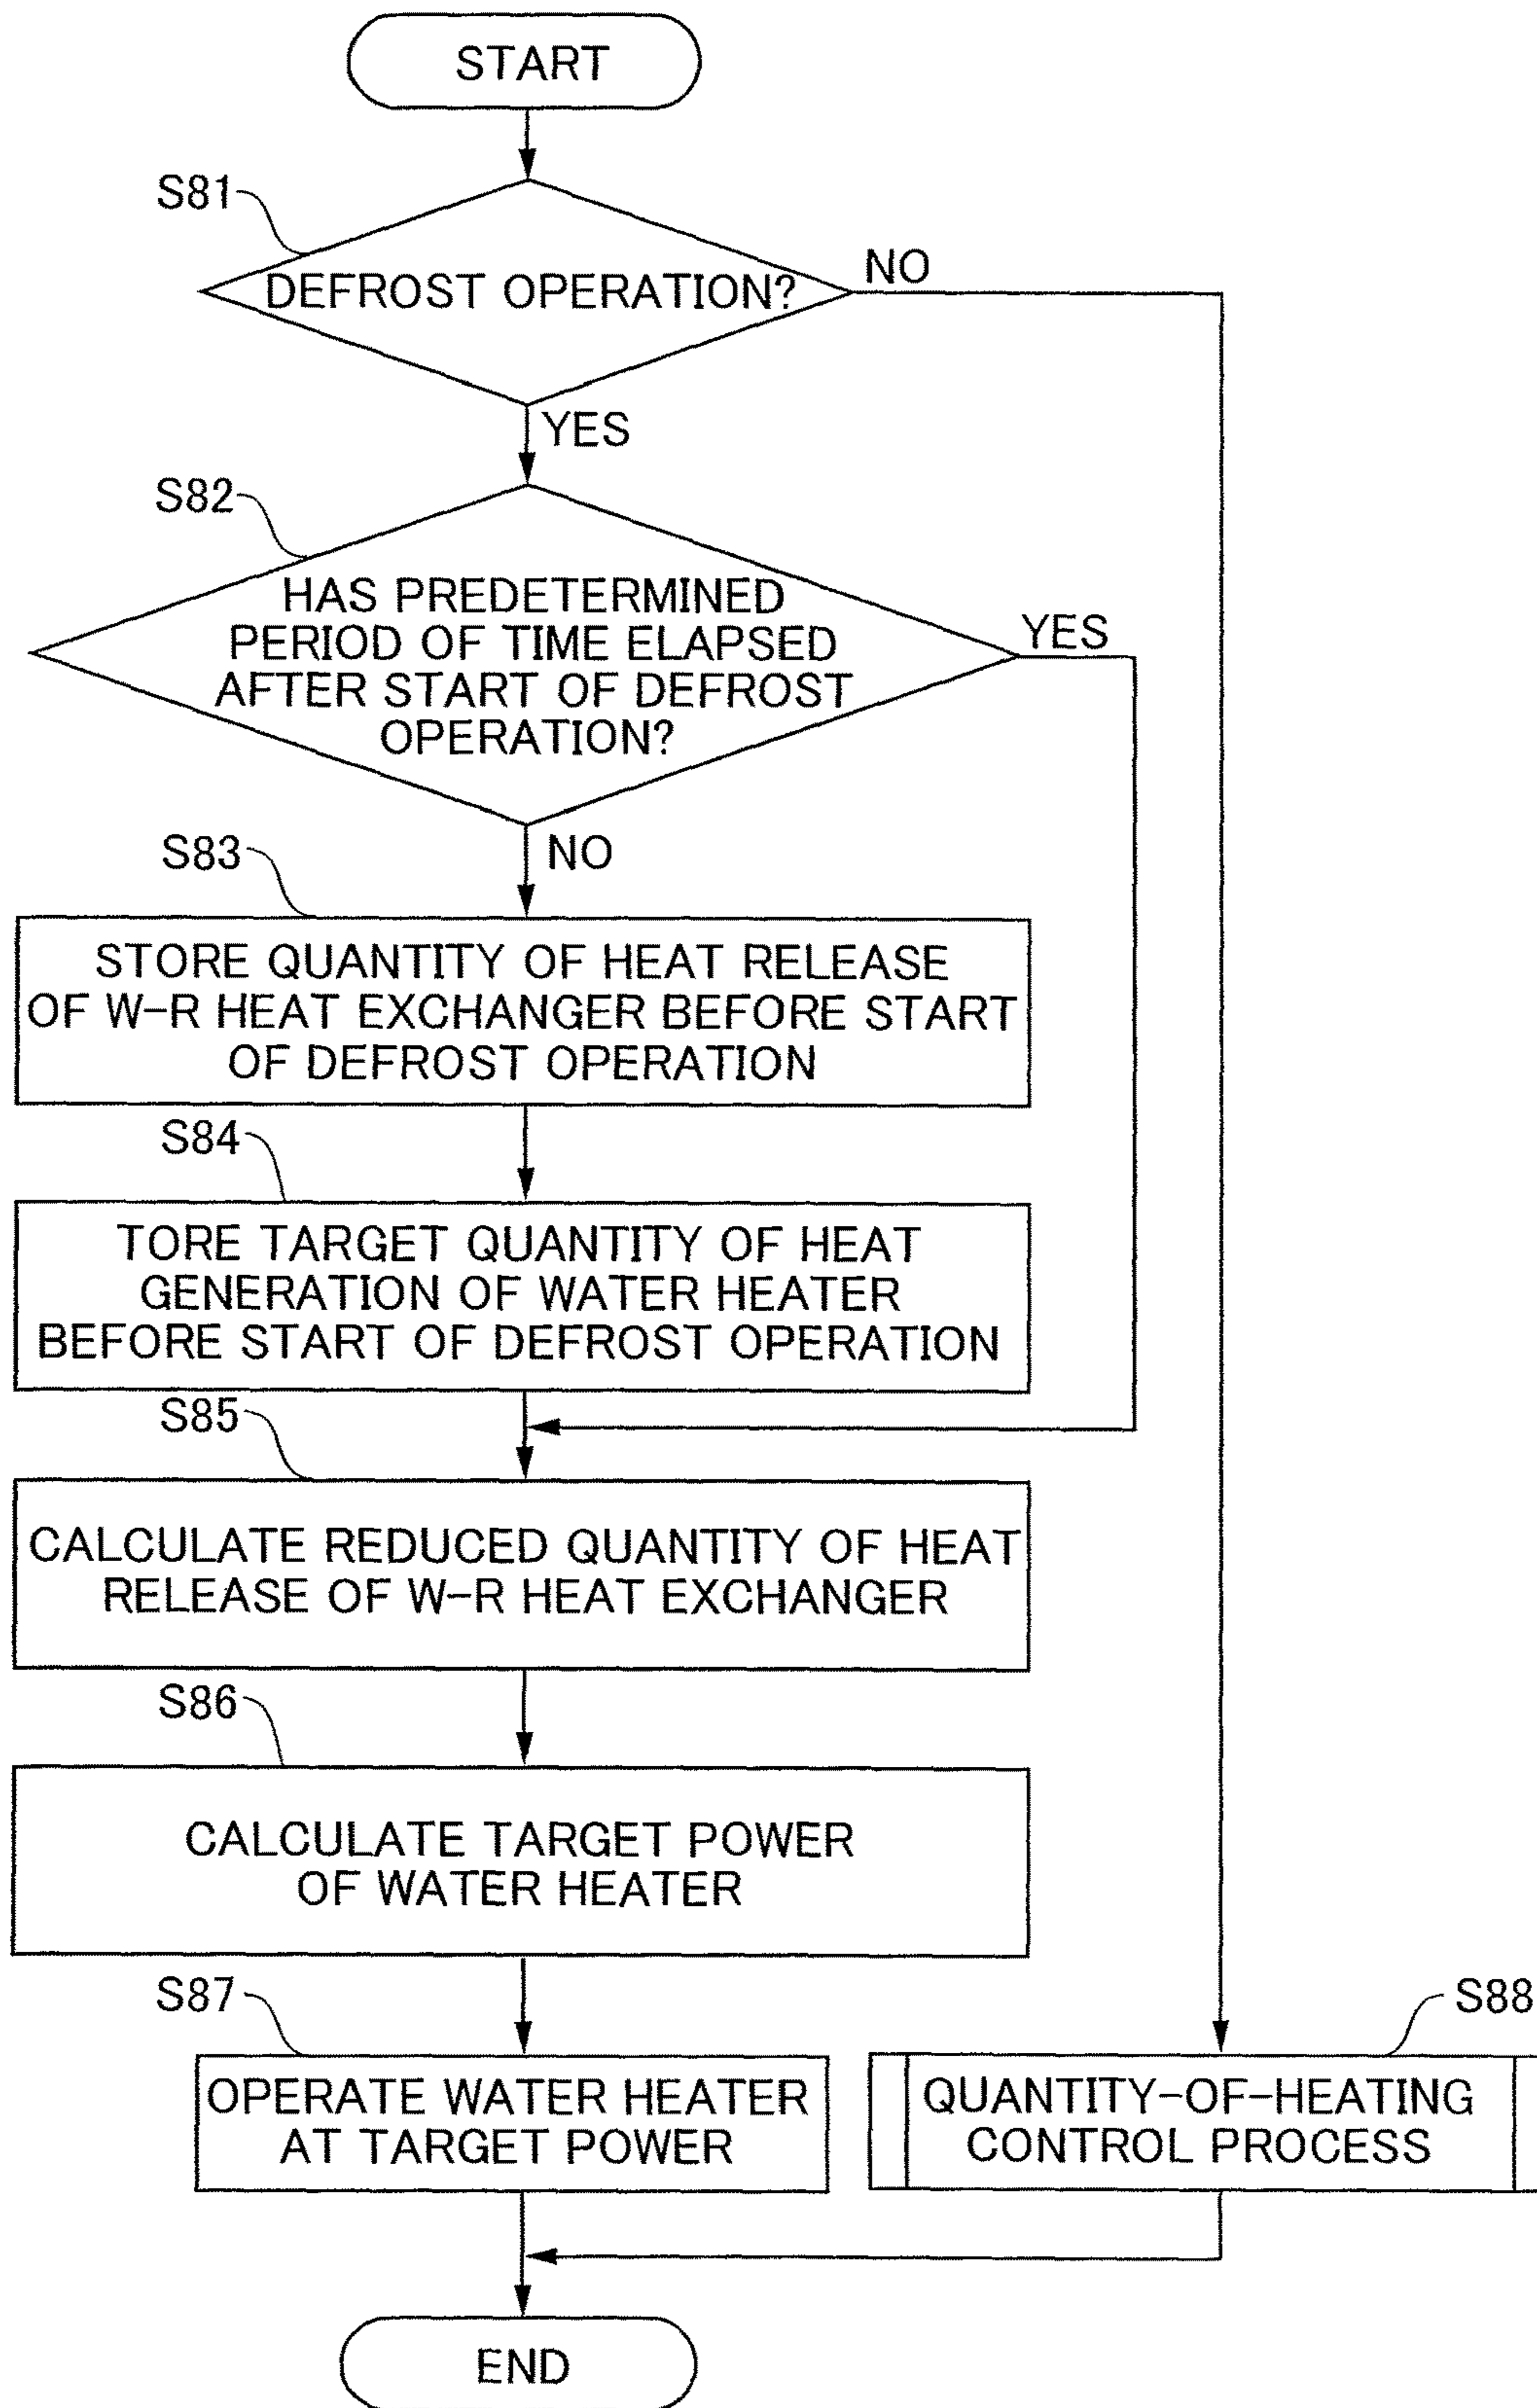 START
S81
DEFROST OPERATION?
NO
YES
S82
HAS PREDETERMINED
PERIOD OF TIME ELAPSED
AFTER START OF DEFROST
OPERATION?
YES
NO
S83
STORE QUANTITY OF HEAT RELEASE
OF W-R HEAT EXCHANGER BEFORE START
OF DEFROST OPERATION
S84
TORE TARGET QUANTITY OF HEAT
GENERATION OF WATER HEATER
BEFORE START OF DEFROST OPERATION
S85
CALCULATE REDUCED QUANTITY OF HEAT
RELEASE OF W-R HEAT EXCHANGER
S86
CALCULATE TARGET POWER
OF WATER HEATER
S87
OPERATE WATER HEATER
AT TARGET POWER
S88
QUANTITY-OF-HEATING
CONTROL PROCESS
END